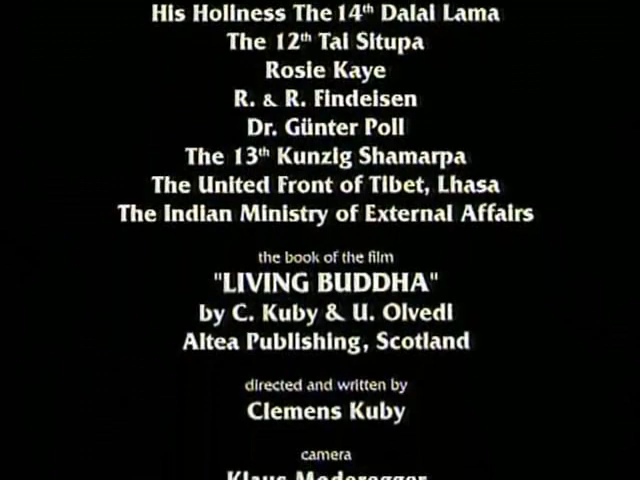 His Holiness The 14th Dalai Lama
The 12th Tai Situpa
Rosie Kaye
R. & R. Findeisen
Dr. Günter Poll
The 13th Kunzig Shamarpa
The United Front of Tibet, Lhasa
The Indian Ministry of External Affairs
the book of the film
"LIVING BUDDHA"
by C. Kuby & U. Olvedi
Altea Publishing, Scotland
directed and written by
Clemens Kuby
camera
Klaus Moderegger